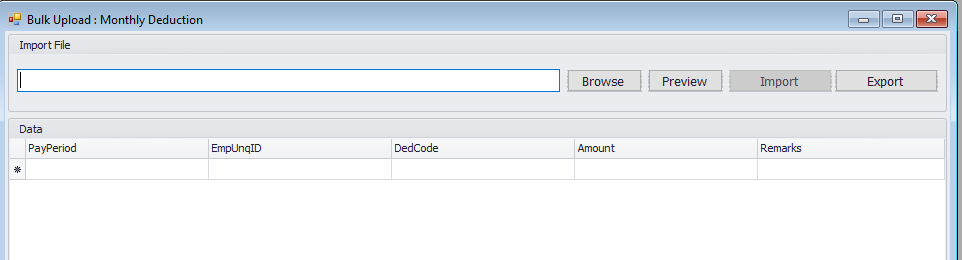 Bulk Upload : Monthly Deduction
Import File
Browse Preview Import Export
Data
PayPeriod EmpUnqID DedCode Amount Remarks